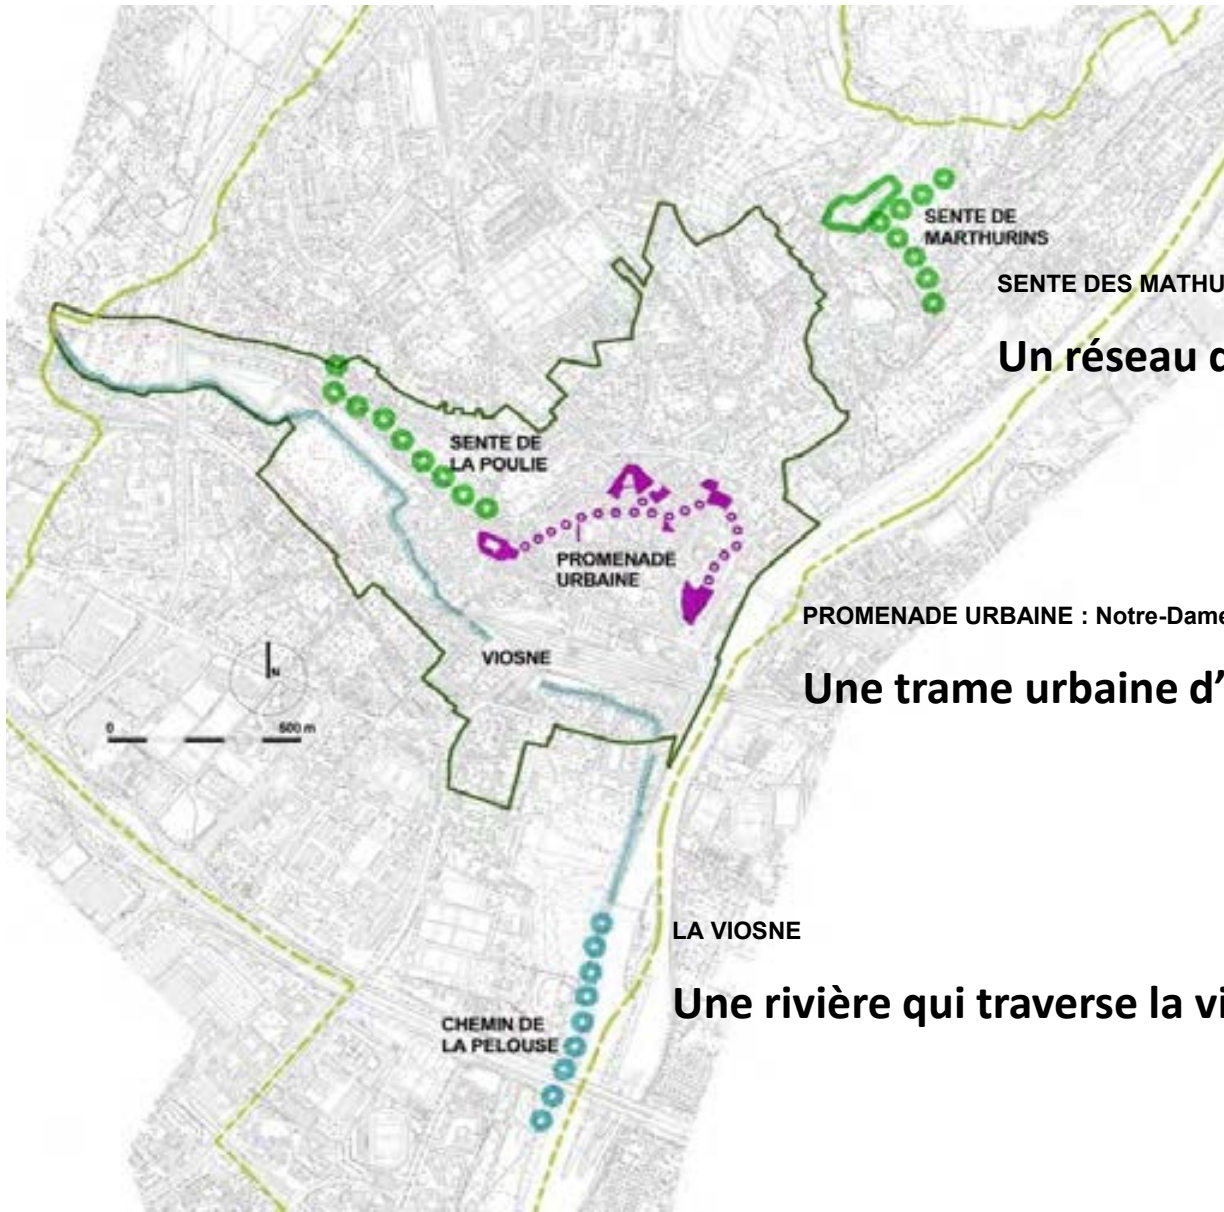 SENTE DE
MARTHURINS
SENTE DES MATHU
Un réseau d
SENTE DE
LA POULIE
PROMENADE
URBAINE
PROMENADE URBAINE : Notre-Dame
Une trame urbaine d’
VIOSNE
N
0 500 m
LA VIOSNE
Une rivière qui traverse la vi
CHEMIN DE
LA PELOUSE